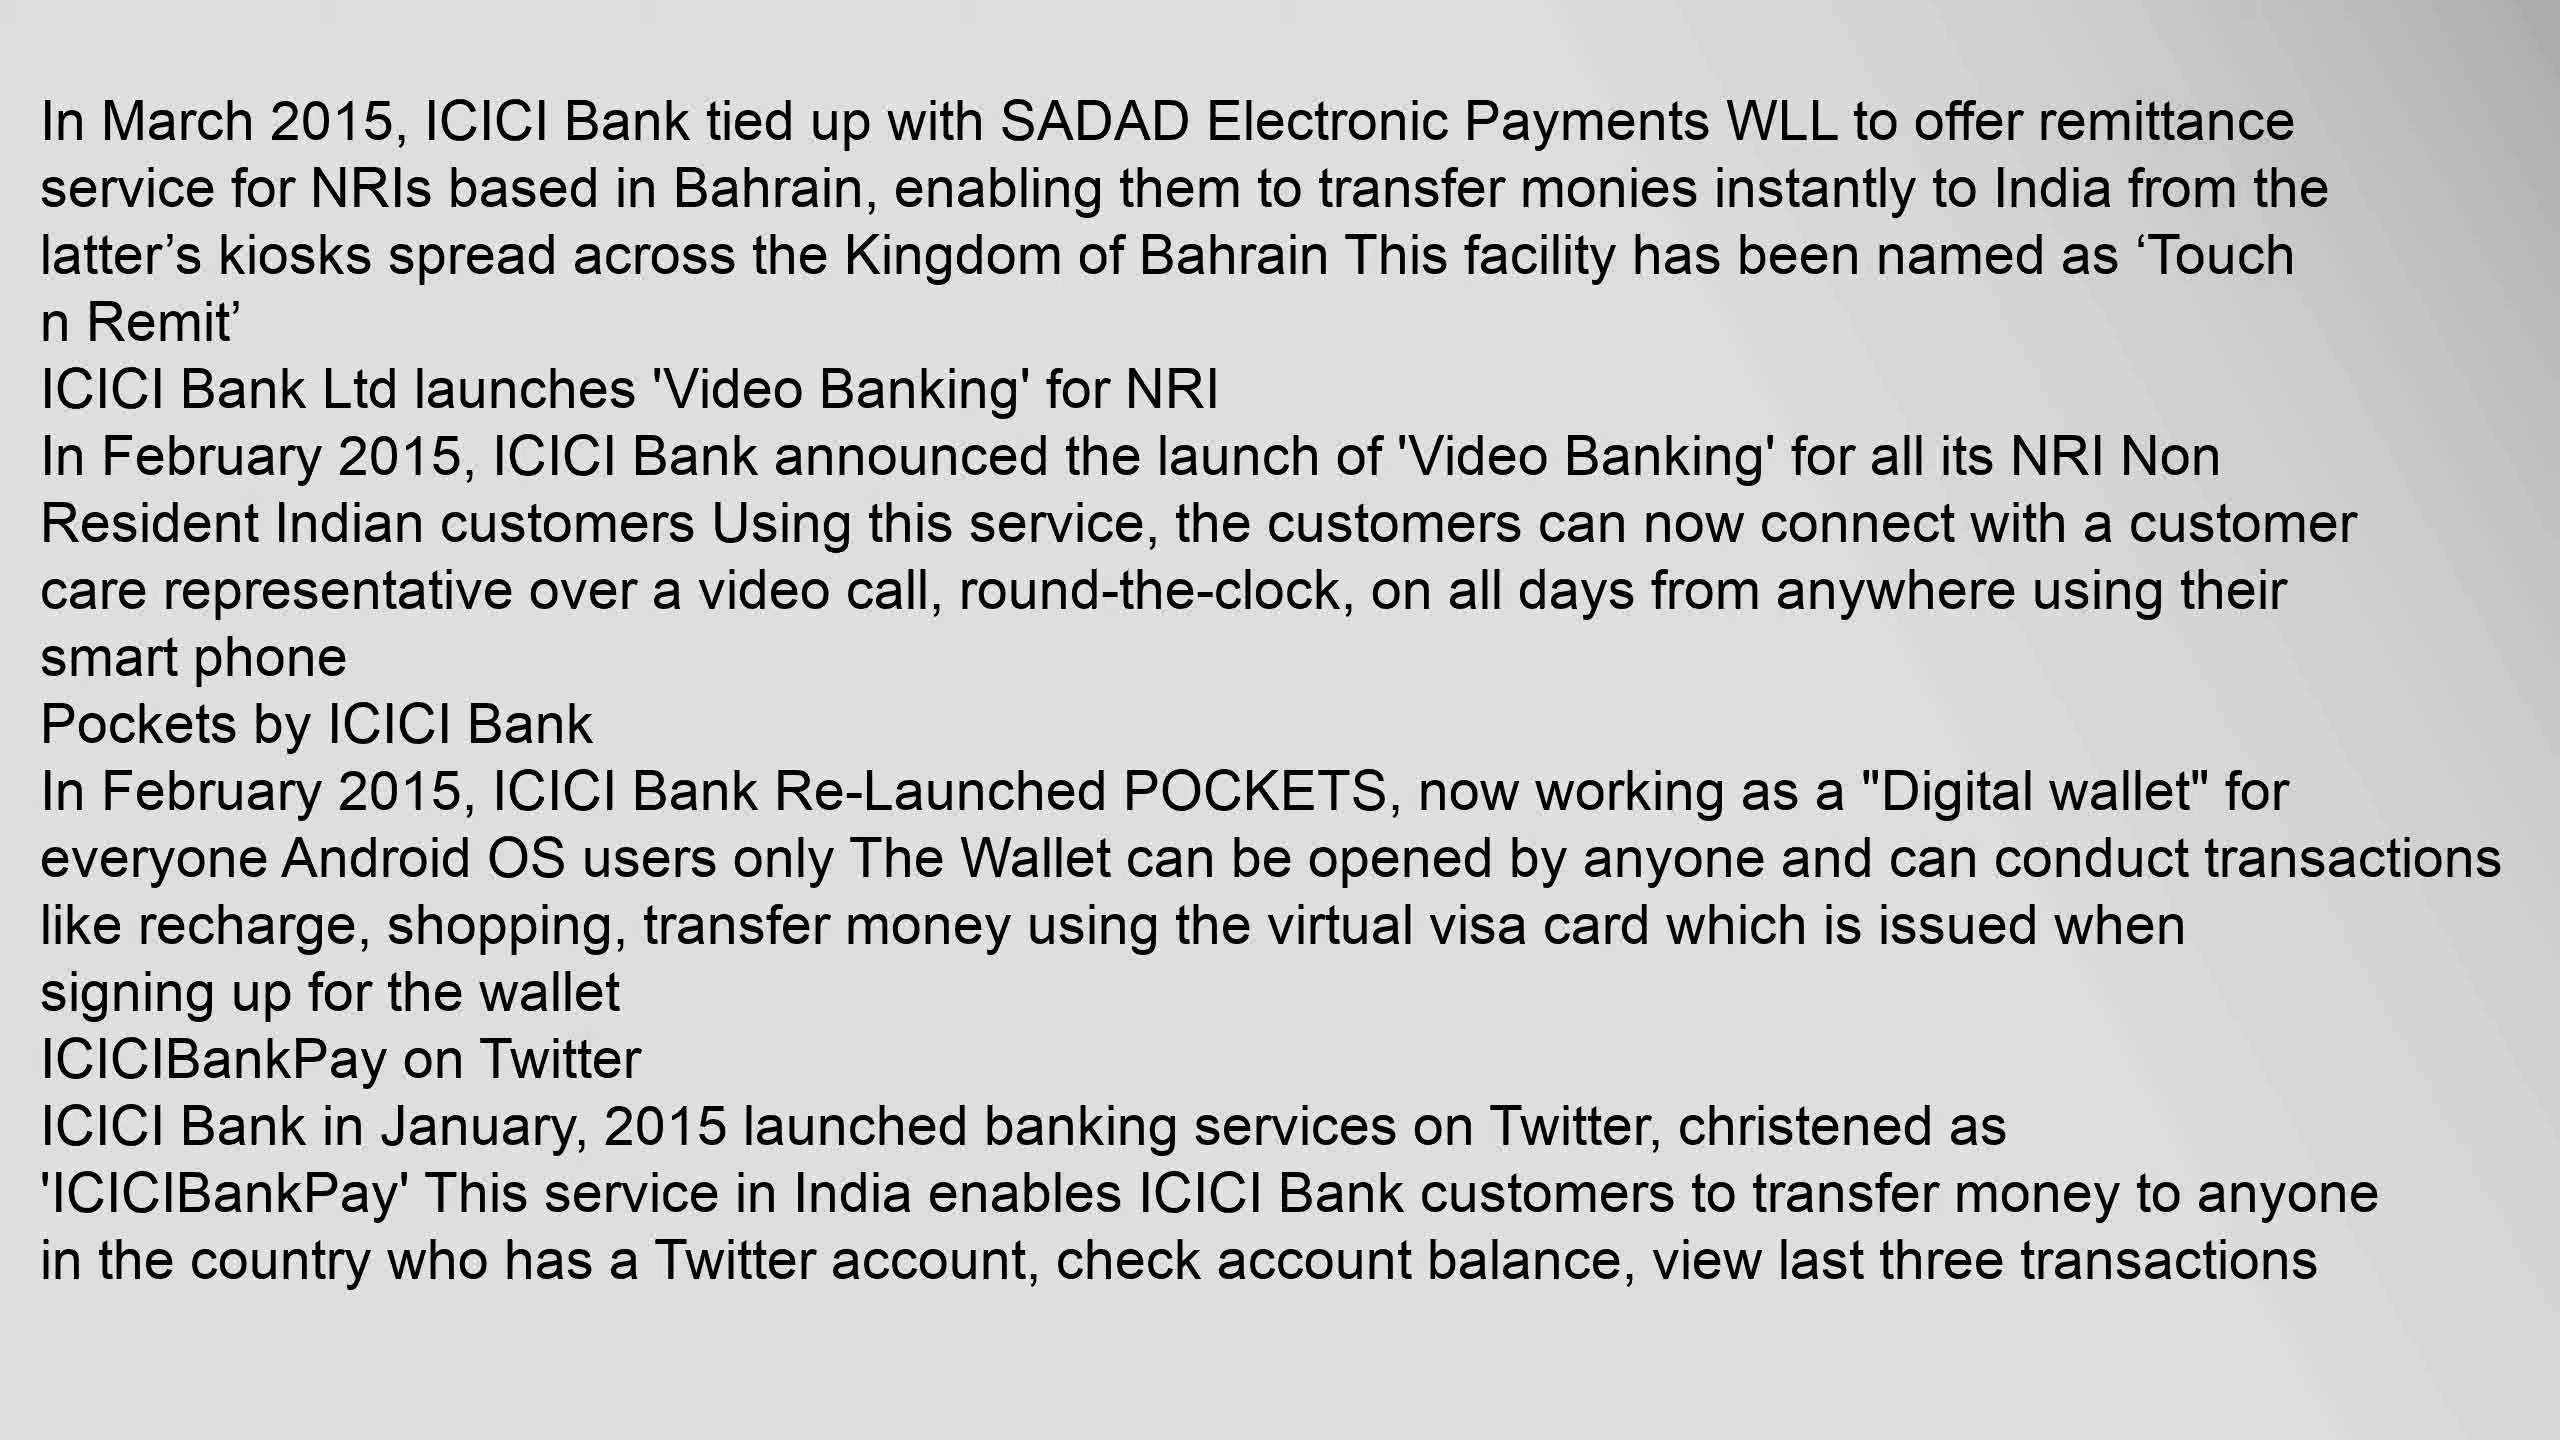 In March 2015, ICICI Bank tied up with SADAD Electronic Payments WLL to offer remittance
service for NRIs based in Bahrain, enabling them to transfer monies instantly to India from the
latter’s kiosks spread across the Kingdom of Bahrain This facility has been named as ‘Touch
n Remit’
ICICI Bank Ltd launches 'Video Banking' for NRI
In February 2015, ICICI Bank announced the launch of 'Video Banking' for all its NRI Non
Resident Indian customers Using this service, the customers can now connect with a customer
care representative over a video call, round-the-clock, on all days from anywhere using their
smart phone
Pockets by ICICI Bank
In February 2015, ICICI Bank Re-Launched POCKETS, now working as a "Digital wallet" for
everyone Android OS users only The Wallet can be opened by anyone and can conduct transactions
like recharge, shopping, transfer money using the virtual visa card which is issued when
signing up for the wallet
ICICIBankPay on Twitter
ICICI Bank in January, 2015 launched banking services on Twitter, christened as
'ICICIBankPay' This service in India enables ICICI Bank customers to transfer money to anyone
in the country who has a Twitter account, check account balance, view last three transactions